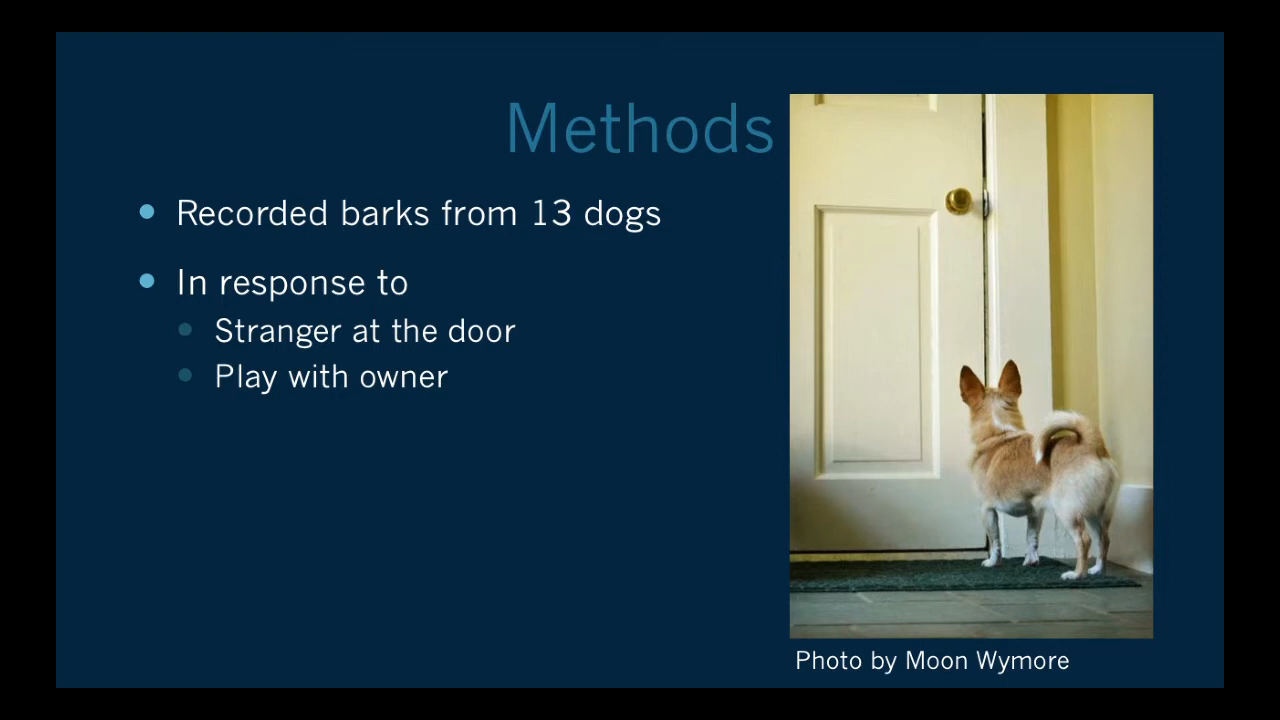 Methods
Recorded barks from 13 dogs
In response to
Stranger at the door
Play with owner
Photo by Moon Wymore